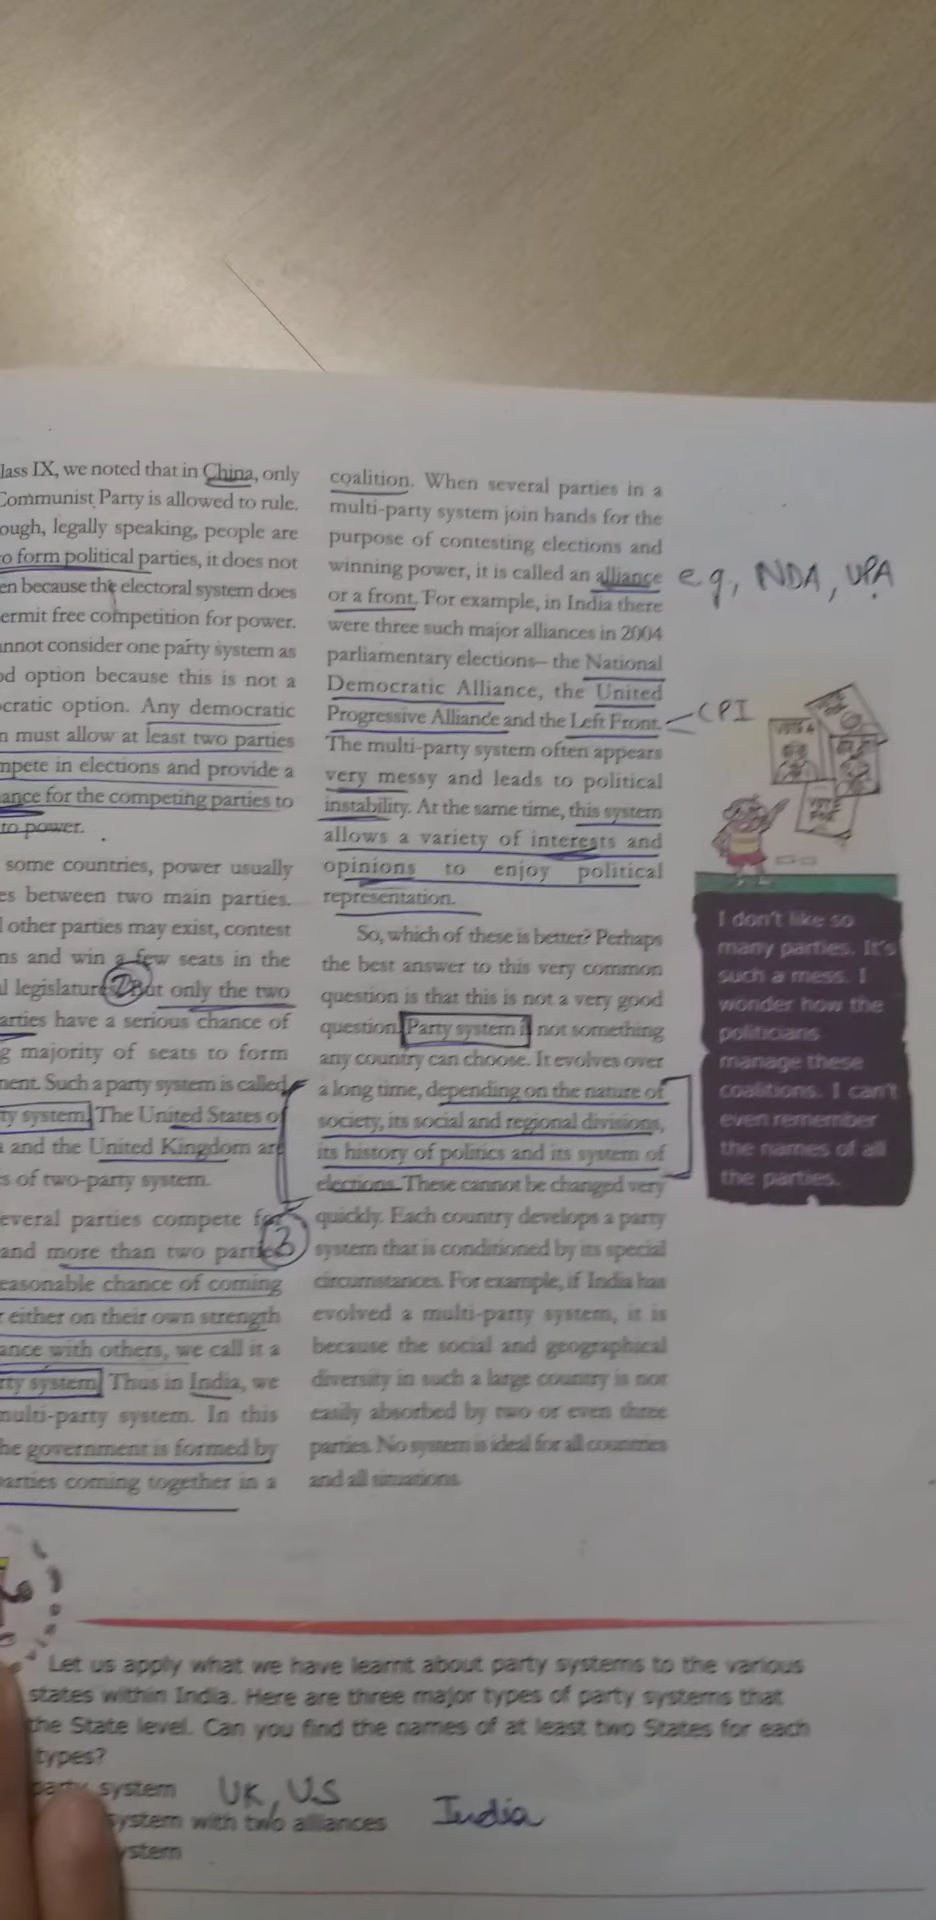 lass IX, we noted that in China, only
Communist Party is allowed to rule.
ough, legally speaking, people are
o form political parties, it does not
en because the electoral system does
ermit free competition for power.
nnot consider one party system as
od option because this is not a
ocratic option. Any democratic
n must allow at least two parties
mpete in elections and provide a
ance for the competing parties to
to power.
some countries, power usually
es between two main parties.
l other parties may exist, contest
ns and win a few seats in the
l legislatures. But only the two
2
arties have a serious chance of
g majority of seats to form
ment. Such a party system is called
ty system. The United States of
and the United Kingdom are
s of two-party system.
everal parties compete for
and more than two parties
3
easonable chance of coming
r either on their own strength
ance with others, we call it a
rty system. Thus in India, we
multi-party system. In this
he government is formed by
parties coming together in a
coalition. When several parties in a
multi-party system join hands for the
purpose of contesting elections and
winning power, it is called an alliance
or a front. For example, in India there
were three such major alliances in 2004
parliamentary elections– the National
Democratic Alliance, the United
Progressive Alliance and the Left Front.
The multi-party system often appears
very messy and leads to political
instability. At the same time, this system
allows a variety of interests and
opinions to enjoy political
representation.
So, which of these is better? Perhaps
the best answer to this very common
question is that this is not a very good
question. Party system is not something
any country can choose. It evolves over
a long time, depending on the nature of
society, its social and regional divisions,
its history of politics and its system of
elections. These cannot be changed very
quickly. Each country develops a party
system that is conditioned by its special
circumstances. For example, if India has
evolved a multi-party system, it is
because the social and geographical
diversity in such a large country is not
easily absorbed by two or even three
parties. No system is ideal for all countries
and all situations.
eg, NDA, UPA
CPI
VOTE
FOR
I don't like so
many parties. It's
such a mess. I
wonder how the
politicians
manage these
coalitions. I can't
even remember
the names of all
the parties.
Let us apply what we have learnt about party systems to the various
states within India. Here are three major types of party systems that
the State level. Can you find the names of at least two States for each
types?
party system UK, US
system with two alliances India
ystem